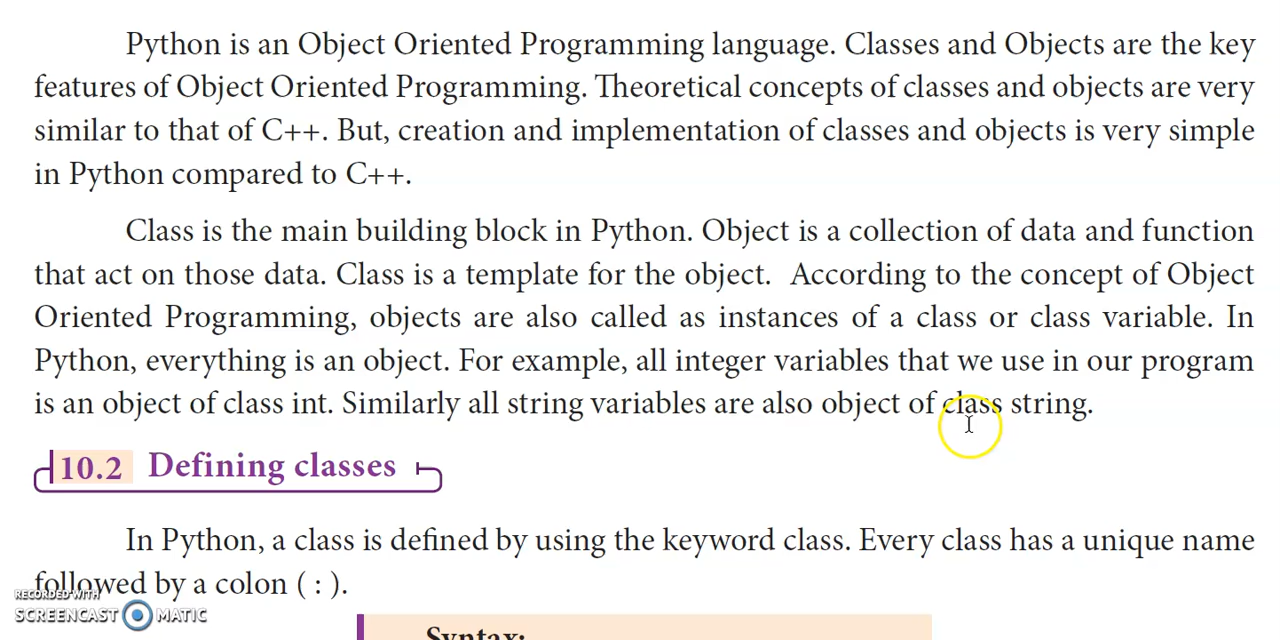 Python is an Object Oriented Programming language. Classes and Objects are the key
features of Object Oriented Programming. Theoretical concepts of classes and objects are very
similar to that of C++. But, creation and implementation of classes and objects is very simple
in Python compared to C++.
Class is the main building block in Python. Object is a collection of data and function
that act on those data. Class is a template for the object. According to the concept of Object
Oriented Programming, objects are also called as instances of a class or class variable. In
Python, everything is an object. For example, all integer variables that we use in our program
is an object of class int. Similarly all string variables are also object of class string.
10.2 Defining classes
In Python, a class is defined by using the keyword class. Every class has a unique name
followed by a colon ( : ).
RECORDED WITH
SCREENCAST MATIC
Syntax: